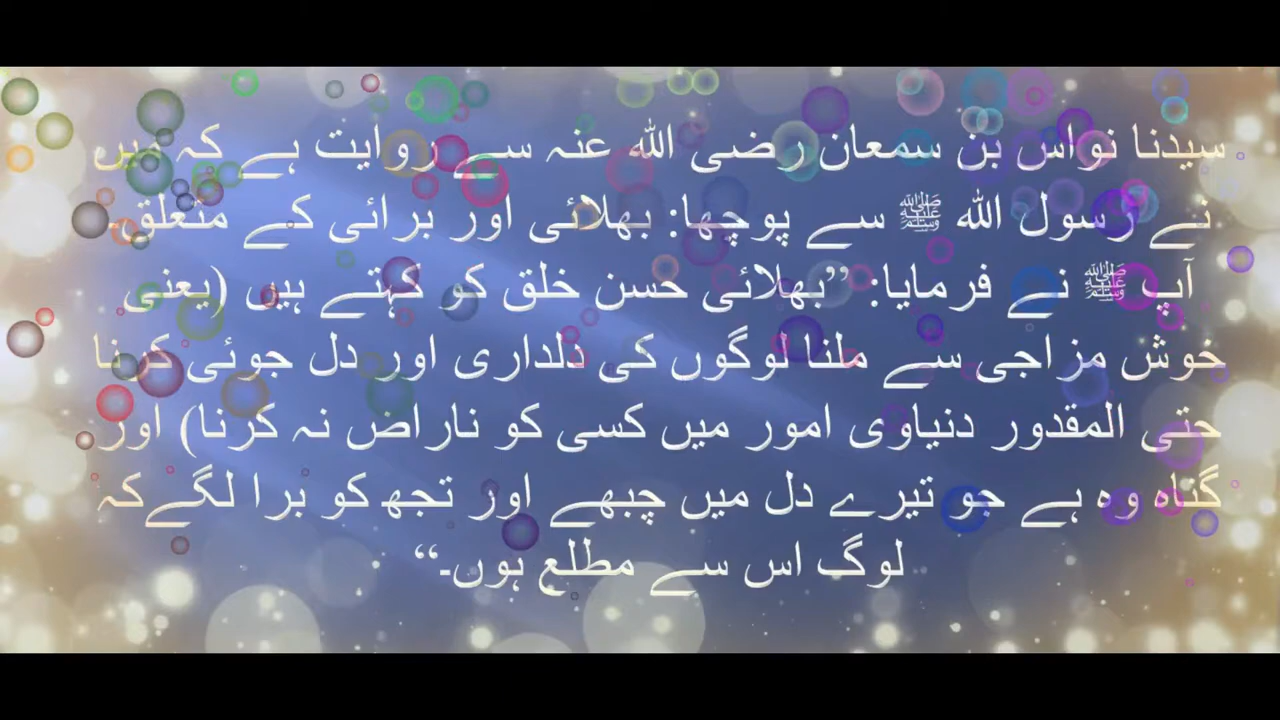 سیدنا نواس بن سمعان رضی اللہ عنہ سے روایت ہے کہ میں
نے رسول اللہ ﷺ سے پوچھا: بھلائی اور برائی کے متعلق۔
آپ ﷺ نے فرمایا: ”بھلائی حسن خلق کو کہتے ہیں (یعنی
خوش مزاجی سے ملنا لوگوں کی دلداری اور دل جوئی کرنا
حتی المقدور دنیاوی امور میں کسی کو ناراض نہ کرنا) اور
گناہ وہ ہے جو تیرے دل میں چبھے اور تجھ کو برا لگے کہ
لوگ اس سے مطلع ہوں۔“